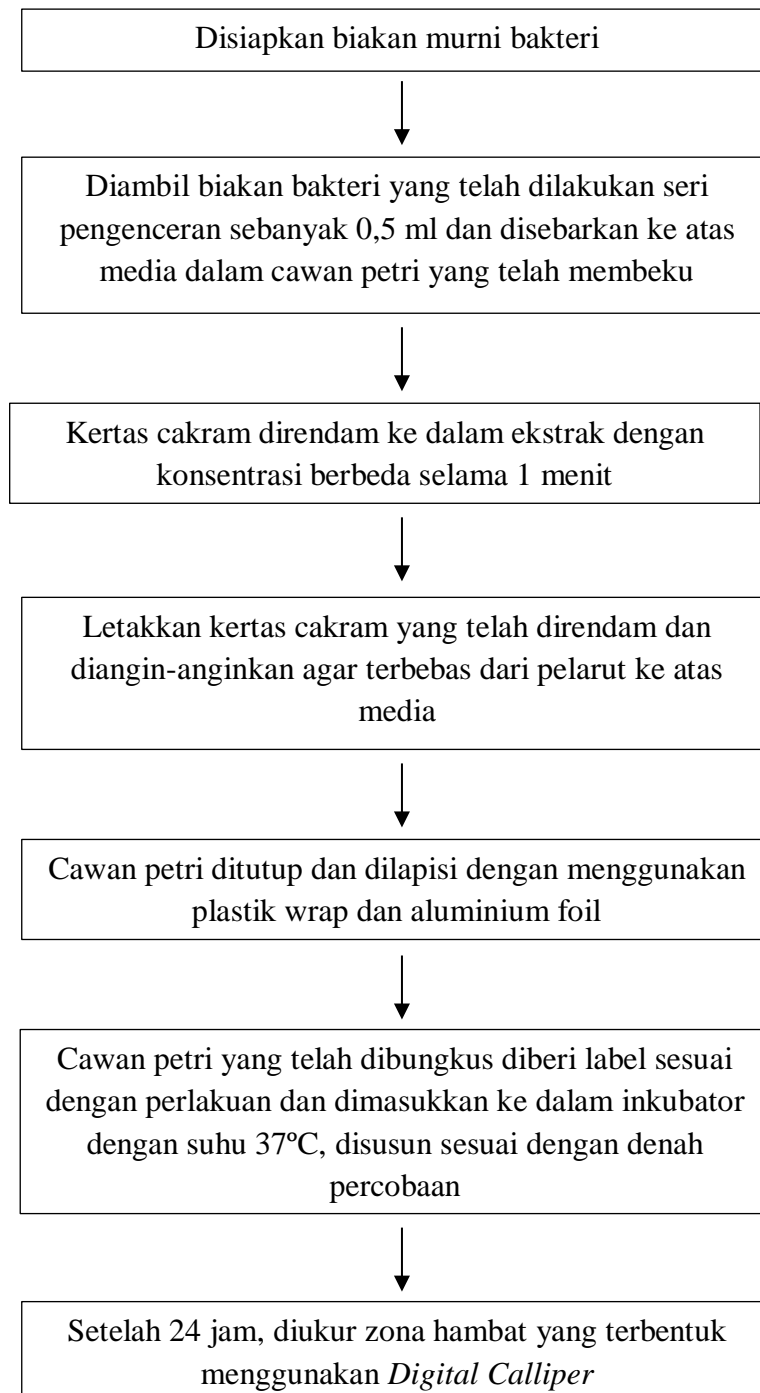 Disiapkan biakan murni bakteri
Diambil biakan bakteri yang telah dilakukan seri
pengenceran sebanyak 0,5 ml dan disebarkan ke atas
media dalam cawan petri yang telah membeku
Kertas cakram direndam ke dalam ekstrak dengan
konsentrasi berbeda selama 1 menit
Letakkan kertas cakram yang telah direndam dan
diangin-anginkan agar terbebas dari pelarut ke atas
media
Cawan petri ditutup dan dilapisi dengan menggunakan
plastik wrap dan aluminium foil
Cawan petri yang telah dibungkus diberi label sesuai
dengan perlakuan dan dimasukkan ke dalam inkubator
dengan suhu 37ºC, disusun sesuai dengan denah
percobaan
Setelah 24 jam, diukur zona hambat yang terbentuk
menggunakan Digital Calliper